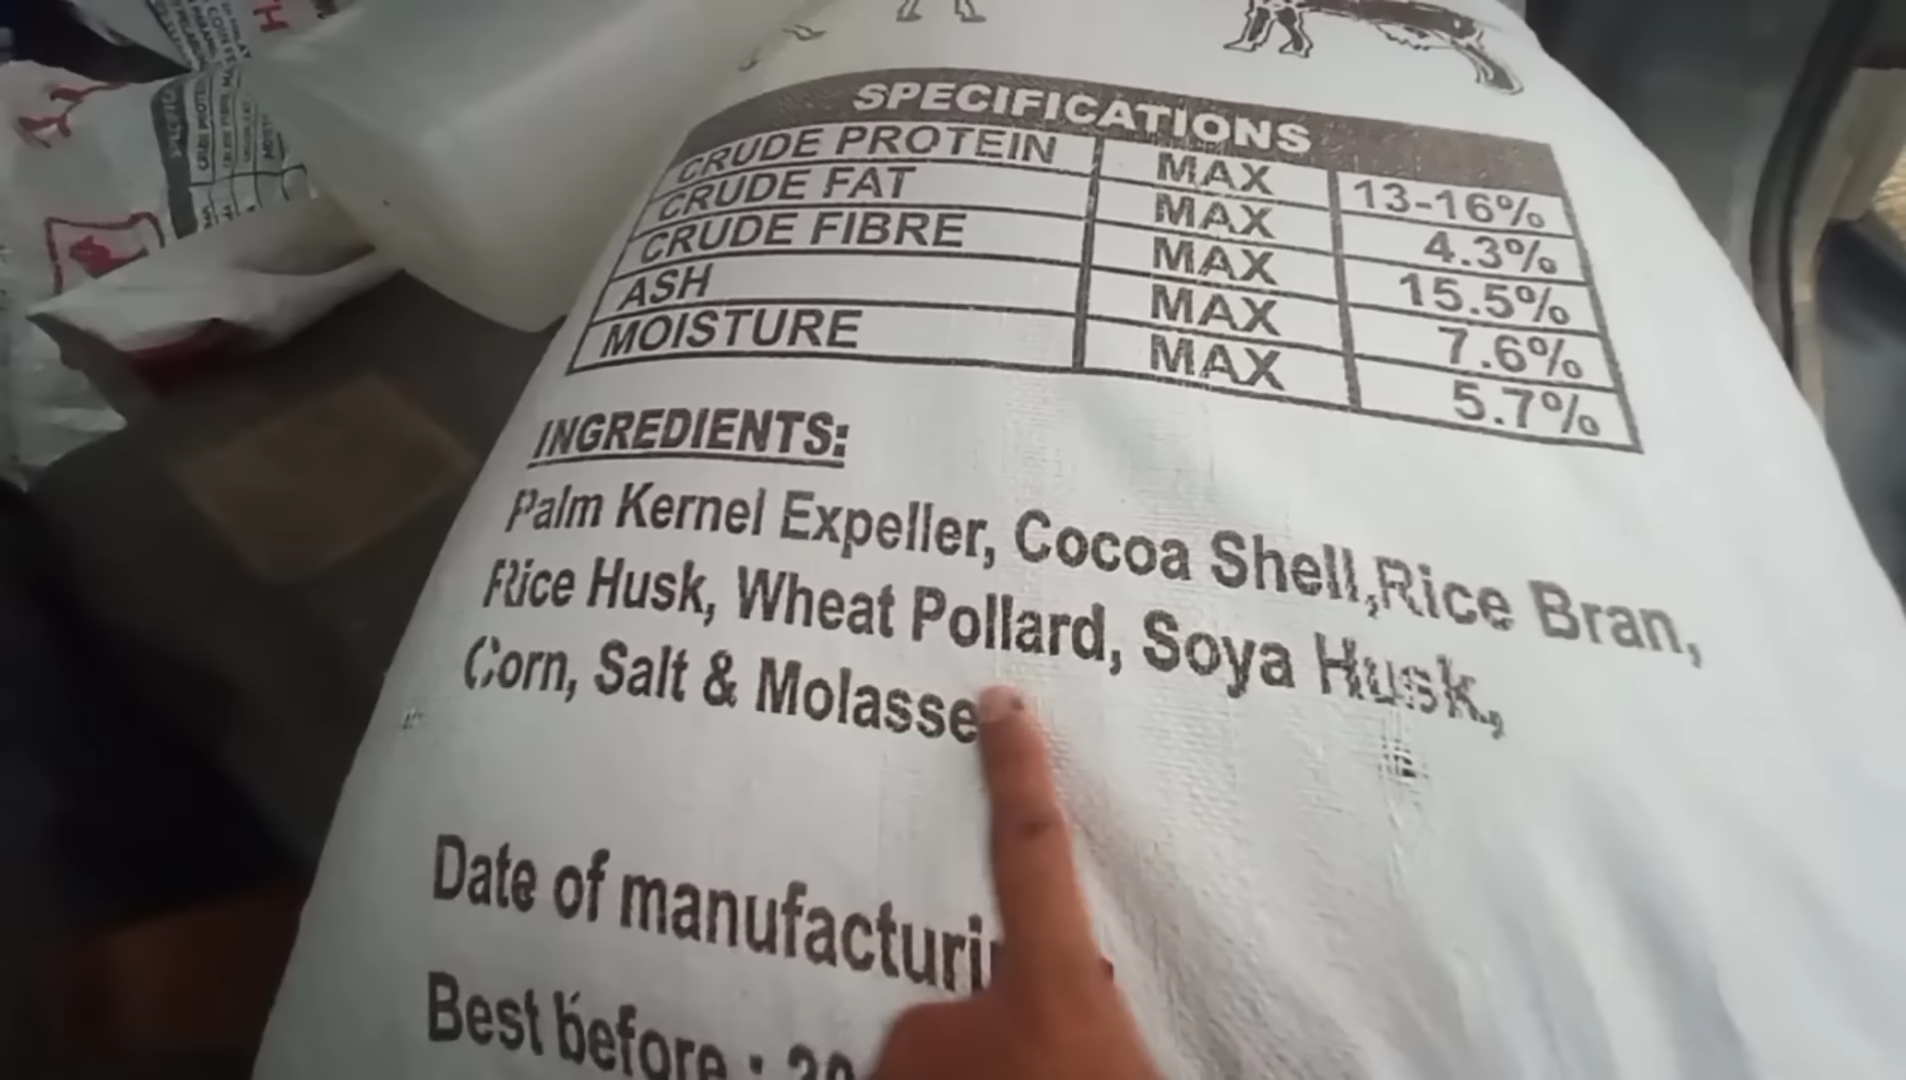 SPECIFICATIONS
CRUDE PROTEIN MAX 13-16%
CRUDE FAT MAX 4.3%
CRUDE FIBRE MAX 15.5%
ASH MAX 7.6%
MOISTURE MAX 5.7%
INGREDIENTS:
Palm Kernel Expeller, Cocoa Shell,Rice Bran,
Rice Husk, Wheat Pollard, Soya Husk,
Corn, Salt & Molasse
Date of manufacturi
Best before : 30